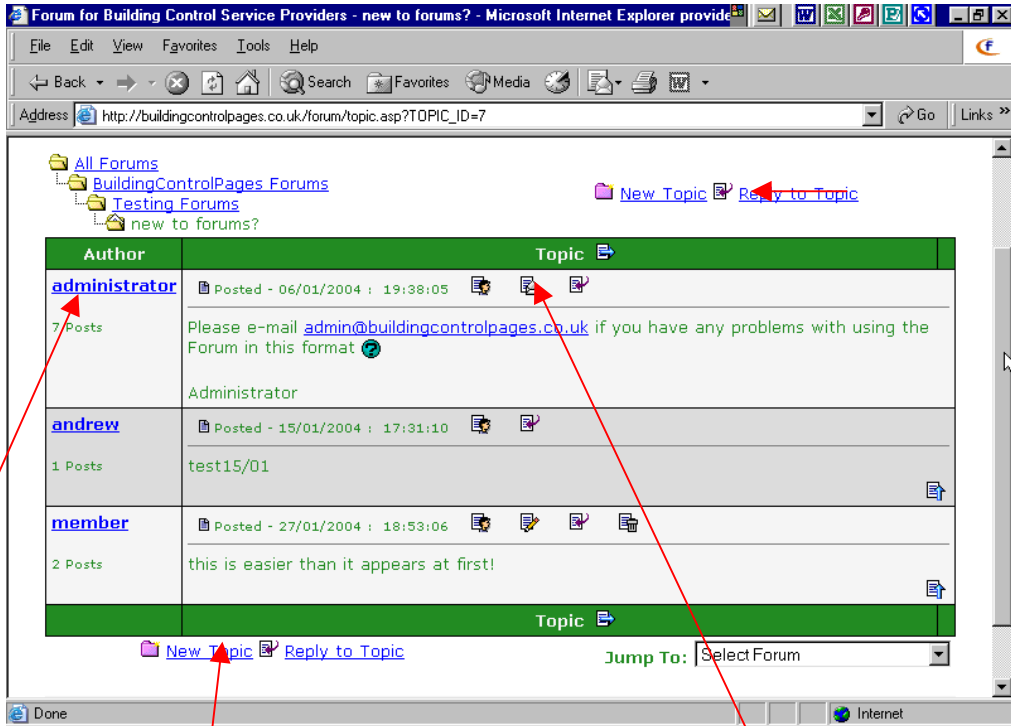 Forum for Building Control Service Providers - new to forums? - Microsoft Internet Explorer provide
File Edit View Favorites Tools Help
Back Search Favorites Media
Address http://buildingcontrolpages.co.uk/forum/topic.asp?TOPIC_ID=7 Go Links »
All Forums
BuildingControlPages Forums
New Topic Reply to Topic
Testing Forums
new to forums?
Author Topic
administrator Posted - 06/01/2004 : 19:38:05
7 Posts Please e-mail admin@buildingcontrolpages.co.uk if you have any problems with using the
Forum in this format ?
Administrator
andrew Posted - 15/01/2004 : 17:31:10
1 Posts test15/01
member Posted - 27/01/2004 : 18:53:06
2 Posts this is easier than it appears at first!
Topic
New Topic Reply to Topic Jump To: Select Forum
Done Internet